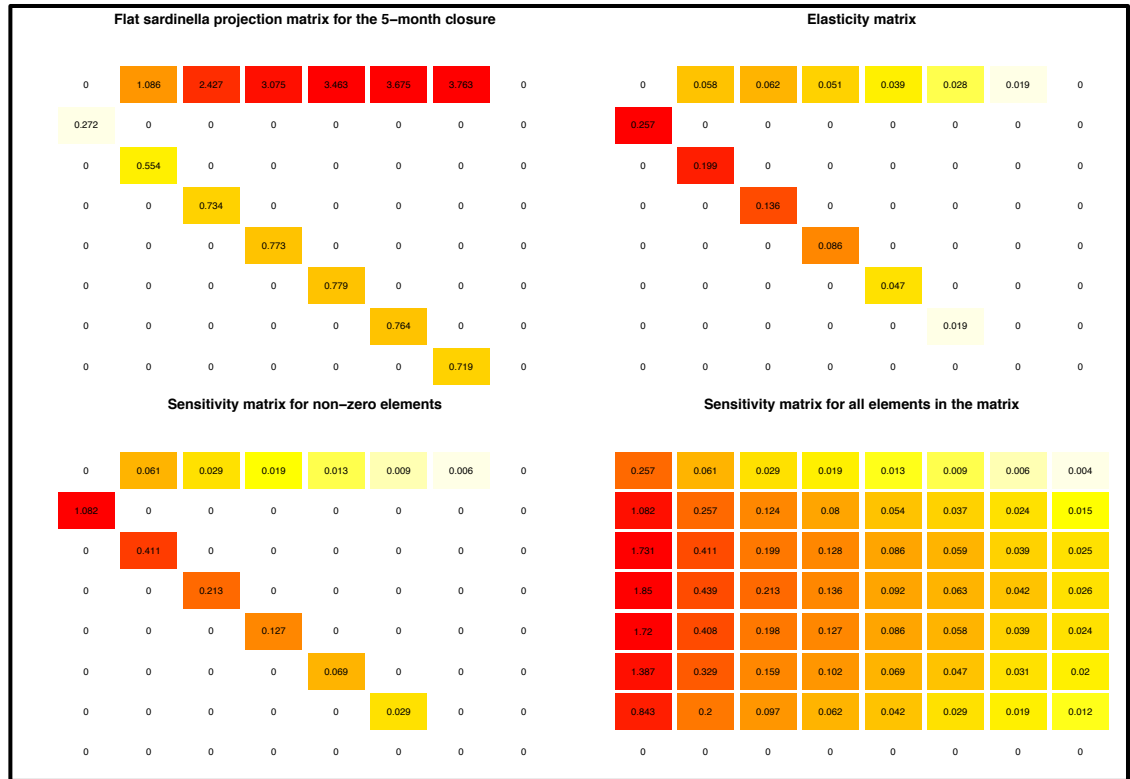 Flat sardinella projection matrix for the 5−month closure
0 1.086 2.427 3.075 3.463 3.675 3.763 0
0.272 0 0 0 0 0 0 0
0 0.554 0 0 0 0 0 0
0 0 0.734 0 0 0 0 0
0 0 0 0.773 0 0 0 0
0 0 0 0 0.779 0 0 0
0 0 0 0 0 0.764 0 0
0 0 0 0 0 0 0.719 0
Elasticity matrix
0 0.058 0.062 0.051 0.039 0.028 0.019 0
0.257 0 0 0 0 0 0 0
0 0.199 0 0 0 0 0 0
0 0 0.136 0 0 0 0 0
0 0 0 0.086 0 0 0 0
0 0 0 0 0.047 0 0 0
0 0 0 0 0 0.019 0 0
0 0 0 0 0 0 0 0
Sensitivity matrix for non−zero elements
0 0.061 0.029 0.019 0.013 0.009 0.006 0
1.082 0 0 0 0 0 0 0
0 0.411 0 0 0 0 0 0
0 0 0.213 0 0 0 0 0
0 0 0 0.127 0 0 0 0
0 0 0 0 0.069 0 0 0
0 0 0 0 0 0.029 0 0
0 0 0 0 0 0 0 0
Sensitivity matrix for all elements in the matrix
0.257 0.061 0.029 0.019 0.013 0.009 0.006 0.004
1.082 0.257 0.124 0.08 0.054 0.037 0.024 0.015
1.731 0.411 0.199 0.128 0.086 0.059 0.039 0.025
1.85 0.439 0.213 0.136 0.092 0.063 0.042 0.026
1.72 0.408 0.198 0.127 0.086 0.058 0.039 0.024
1.387 0.329 0.159 0.102 0.069 0.047 0.031 0.02
0.843 0.2 0.097 0.062 0.042 0.029 0.019 0.012
0 0 0 0 0 0 0 0